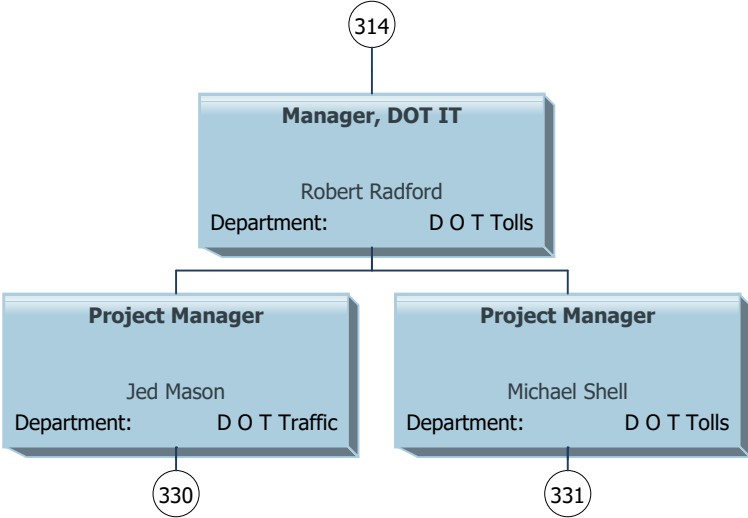 314
Manager, DOT IT
Robert Radford
Department: D O T Tolls
Project Manager
Jed Mason
Department: D O T Traffic
330
Project Manager
Michael Shell
Department: D O T Tolls
331